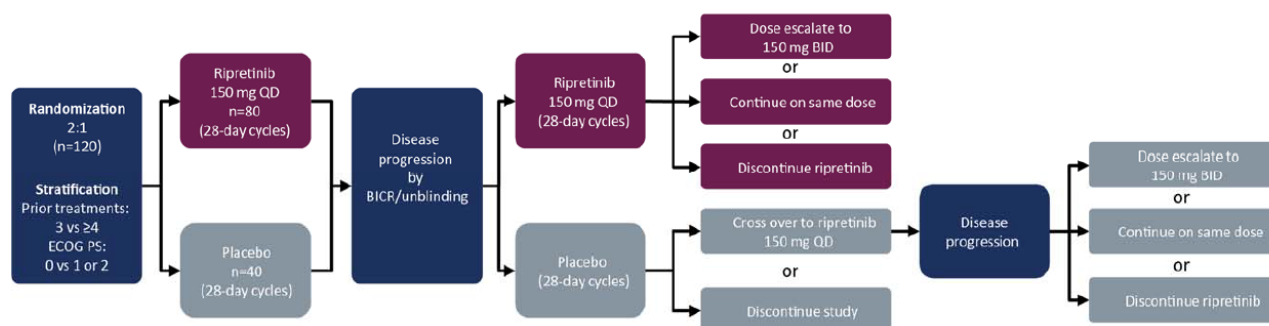 Randomization
2:1
(n=120)
Stratification
Prior treatments:
3 vs ≥4
ECOG PS:
0 vs 1 or 2
Ripretinib
150 mg QD
n=80
(28-day cycles)
Placebo
n=40
(28-day cycles)
Disease
progression
by
BICR/unblinding
Ripretinib
150 mg QD
(28-day cycles)
Placebo
(28-day cycles)
Dose escalate to
150 mg BID
or
Continue on same dose
or
Discontinue ripretinib
Cross over to ripretinib
150 mg QD
or
Discontinue study
Disease
progression
Dose escalate to
150 mg BID
or
Continue on same dose
or
Discontinue ripretinib